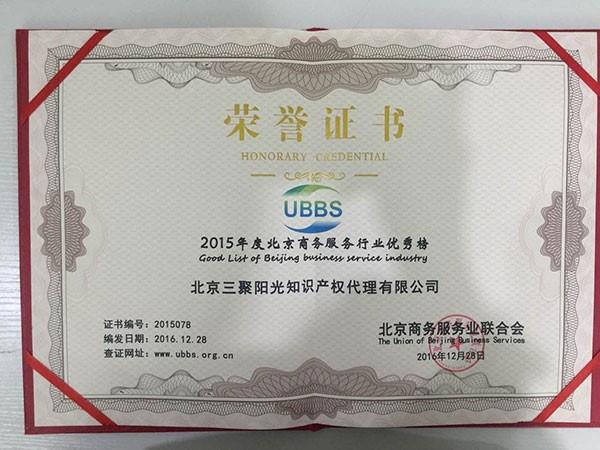 荣誉证书
HONORARY CREDENTIAL
UBBS
2015年度北京商务服务行业优秀榜
Good List of Beijing business service industry
北京三聚阳光知识产权代理有限公司
证书编号：2015078
编发日期：2016.12.28
查证网址：www.ubbs.org.cn
北京商务服务业联合会
The Union of Beijing Business Services
2016年12月28日